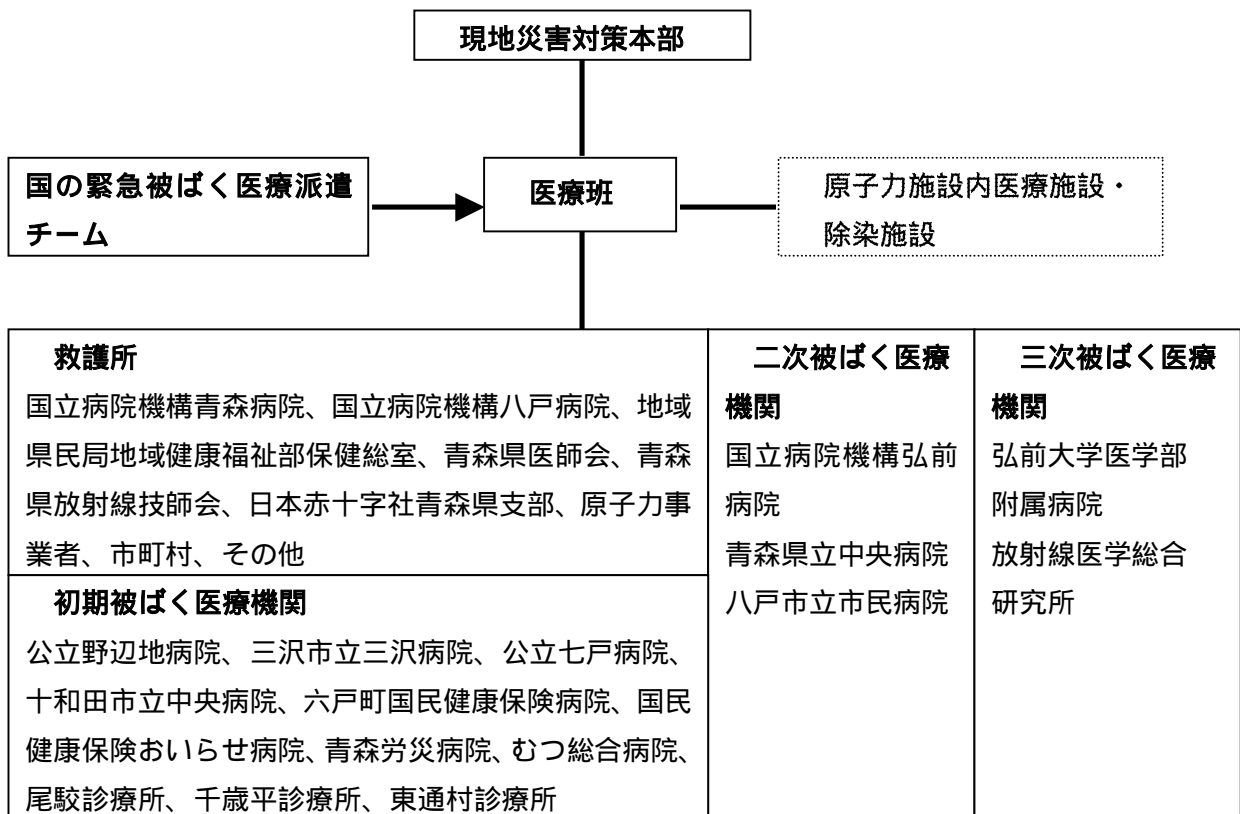 現地災害対策本部
国の緊急被ばく医療派遣
チーム
医療班
原子力施設内医療施設・
除染施設
救護所
国立病院機構青森病院、国立病院機構八戸病院、地域
県民局地域健康福祉部保健総室、青森県医師会、青森
県放射線技師会、日本赤十字社青森県支部、原子力事
業者、市町村、その他
初期被ばく医療機関
公立野辺地病院、三沢市立三沢病院、公立七戸病院、
十和田市立中央病院、六戸町国民健康保険病院、国民
健康保険おいらせ病院、青森労災病院、むつ総合病院、
尾駮診療所、千歳平診療所、東通村診療所
二次被ばく医療
機関
国立病院機構弘前
病院
青森県立中央病院
八戸市立市民病院
三次被ばく医療
機関
弘前大学医学部
附属病院
放射線医学総合
研究所